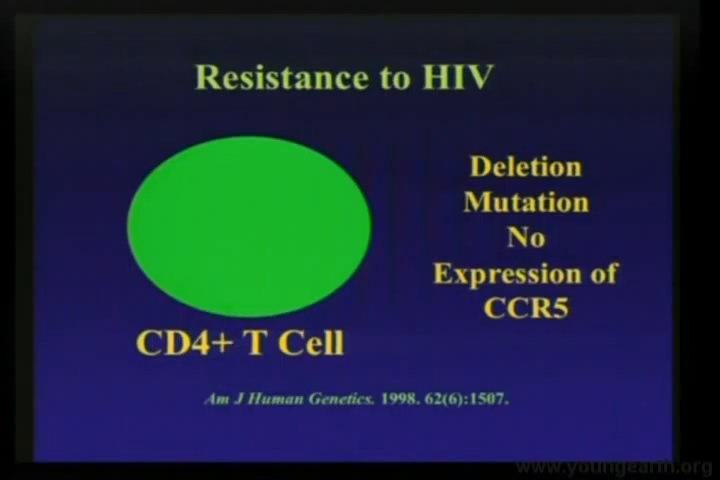 Resistance to HIV
Deletion
Mutation
No
Expression of
CCR5
CD4+ T Cell
Am J Human Genetics. 1998. 62(6):1507.
www.youngearth.org